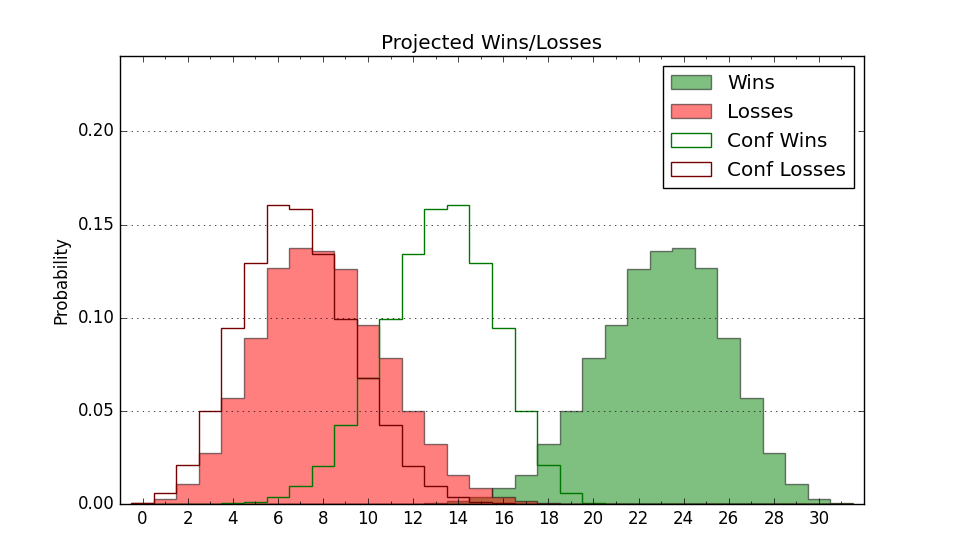 Projected Wins/Losses
Wins
Losses
Conf Wins
Conf Losses
Probability
0.20
0.15
0.10
0.05
0.00
0 2 4 6 8 10 12 14 16 18 20 22 24 26 28 30